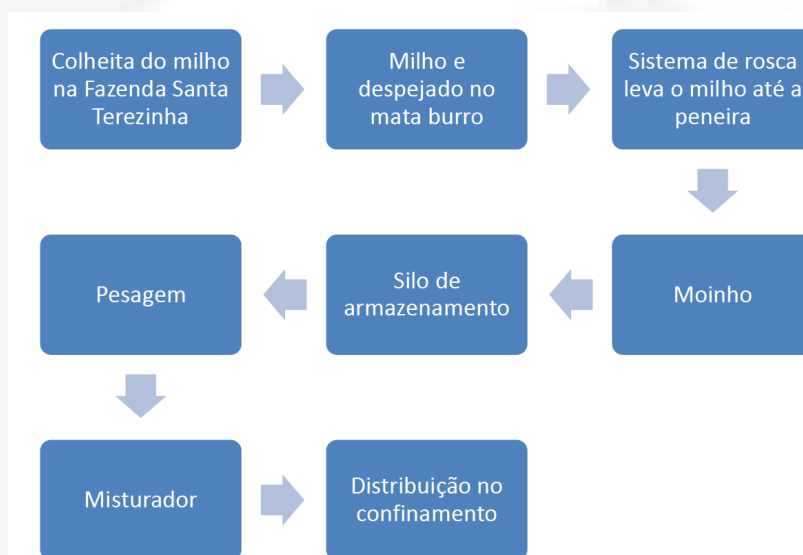 Colheita do milho
na Fazenda Santa
Terezinha
Milho e
despejado no
mata burro
Sistema de rosca
leva o milho até a
peneira
Moinho
Silo de
armazenamento
Pesagem
Misturador
Distribuição no
confinamento